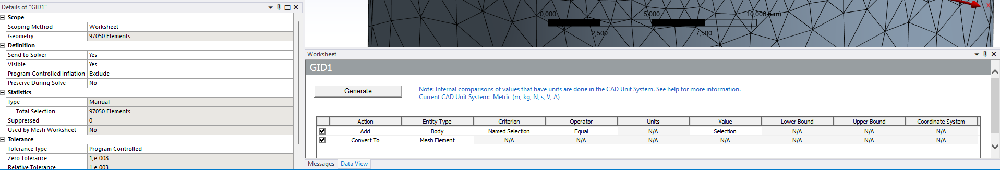 Details of "GID1"
Scope
Scoping Method Worksheet
Geometry 97050 Elements
Definition
Send to Solver Yes
Visible Yes
Program Controlled Inflation Exclude
Preserve During Solve No
Statistics
Type Manual
Total Selection 97050 Elements
Suppressed 0
Used by Mesh Worksheet No
Tolerance
Tolerance Type Program Controlled
Zero Tolerance 1,e-008
Relative Tolerance 1,e-003
0,000 5,000 10,000 (um)
2,500 7,500
X
Worksheet
GID1
Generate
Note: Internal comparisons of values that have units are done in the CAD Unit System. See help for more information.
Current CAD Unit System: Metric (m, kg, N, s, V, A)
Action Entity Type Criterion Operator Units Value Lower Bound Upper Bound Coordinate System
Add Body Named Selection Equal N/A Selection N/A N/A N/A
Convert To Mesh Element N/A N/A N/A N/A N/A N/A N/A
Messages Data View